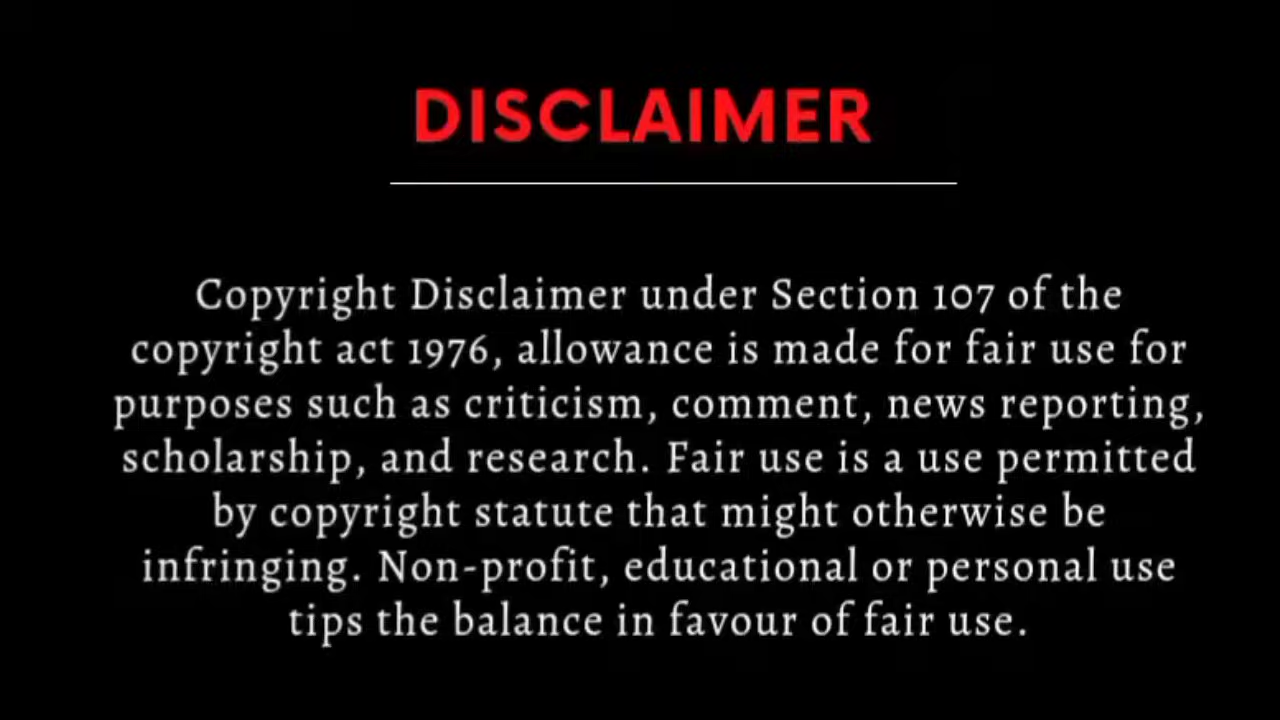 DISCLAIMER
Copyright Disclaimer under Section 107 of the
copyright act 1976, allowance is made for fair use for
purposes such as criticism, comment, news reporting,
scholarship, and research. Fair use is a use permitted
by copyright statute that might otherwise be
infringing. Non-profit, educational or personal use
tips the balance in favour of fair use.